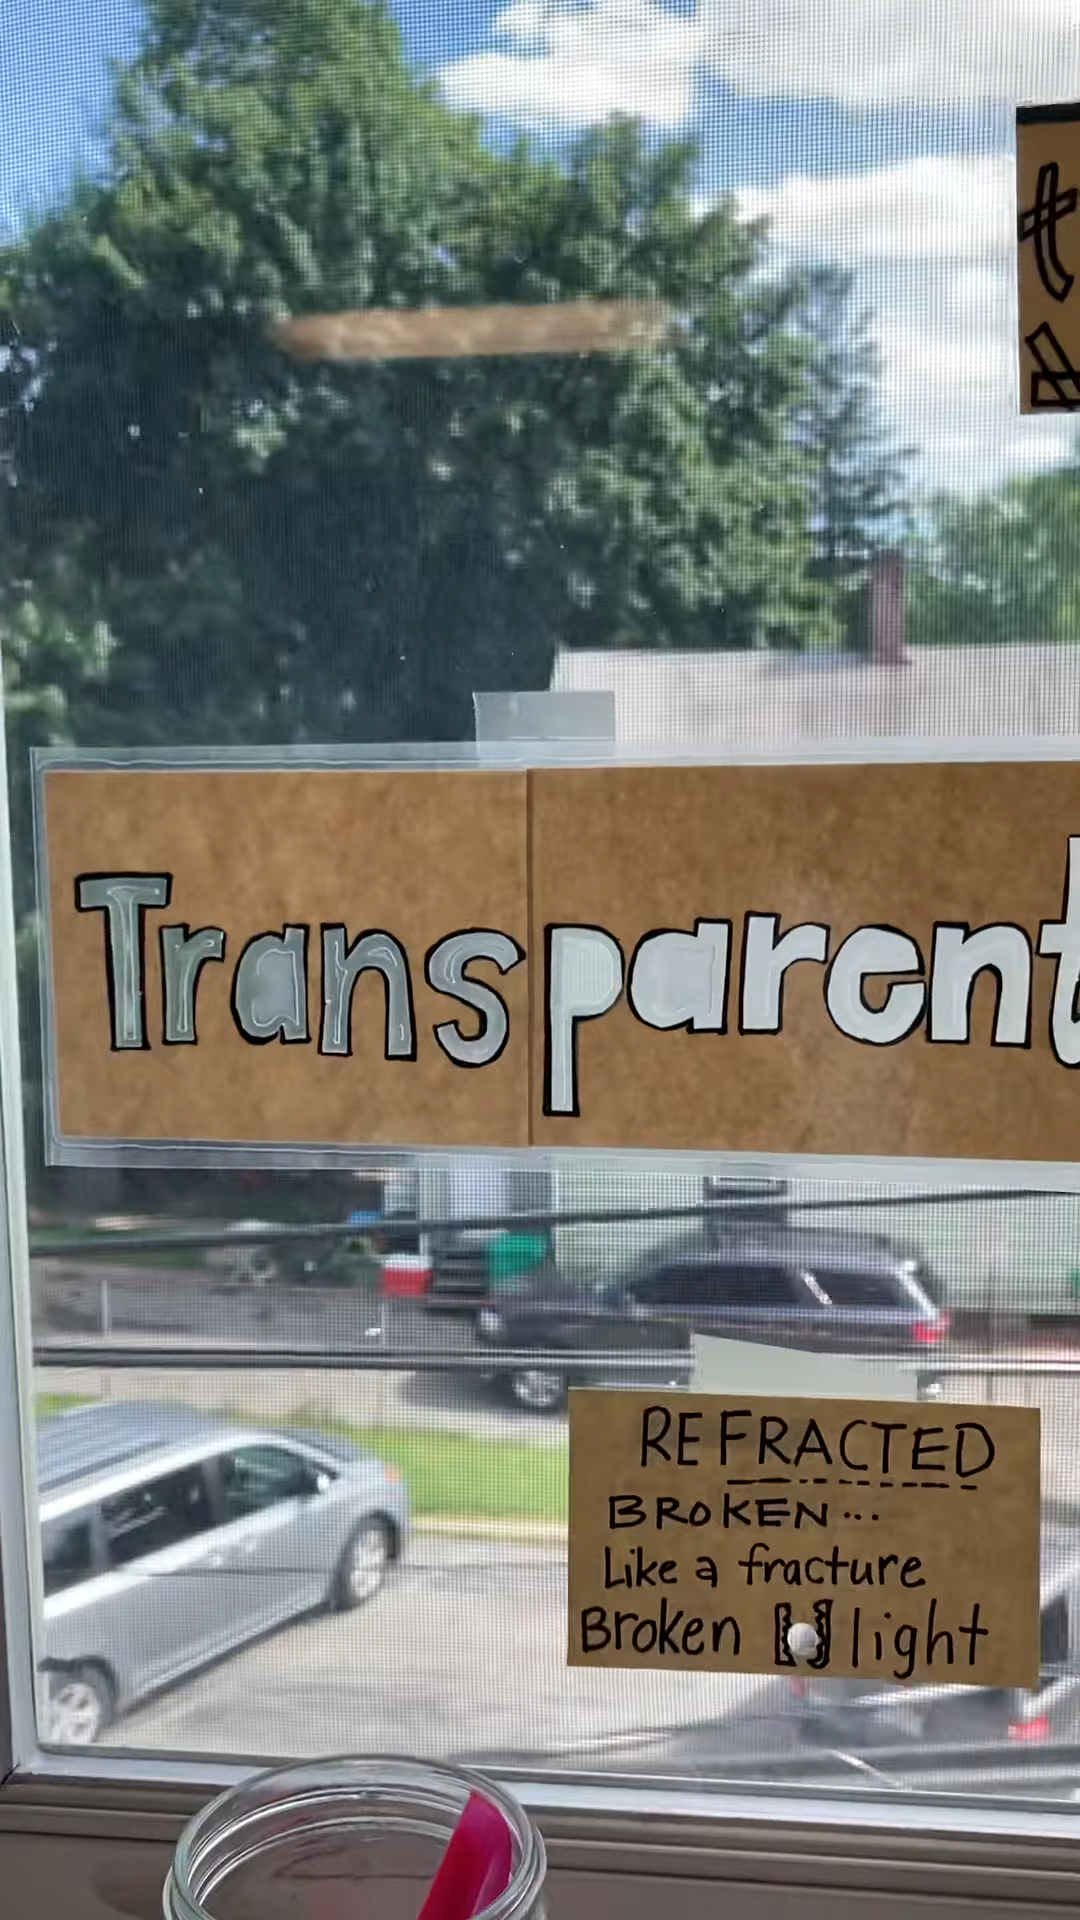 Transparent
REFRACTED
BROKEN...
Like a fracture
Broken light